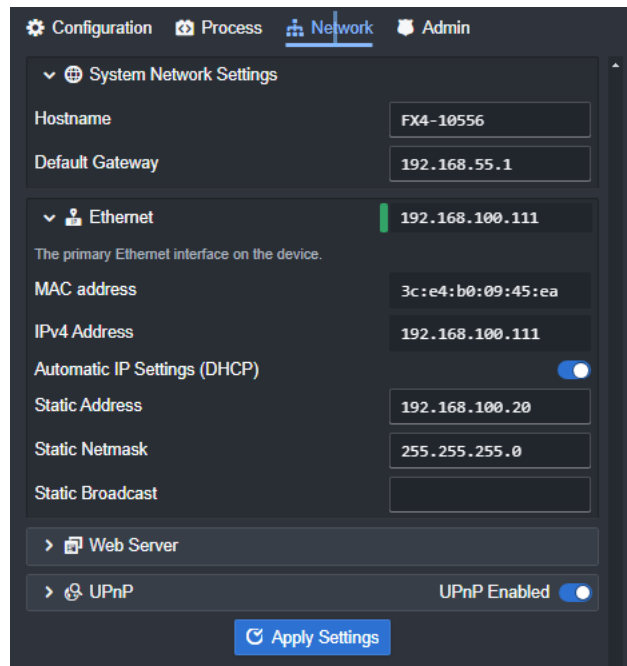 Configuration Process Network Admin
System Network Settings
Hostname FX4-10556
Default Gateway 192.168.55.1
Ethernet 192.168.100.111
The primary Ethernet interface on the device.
MAC address 3c:e4:b0:09:45:ea
IPv4 Address 192.168.100.111
Automatic IP Settings (DHCP)
Static Address 192.168.100.20
Static Netmask 255.255.255.0
Static Broadcast
Web Server
UPnP UPnP Enabled
Apply Settings